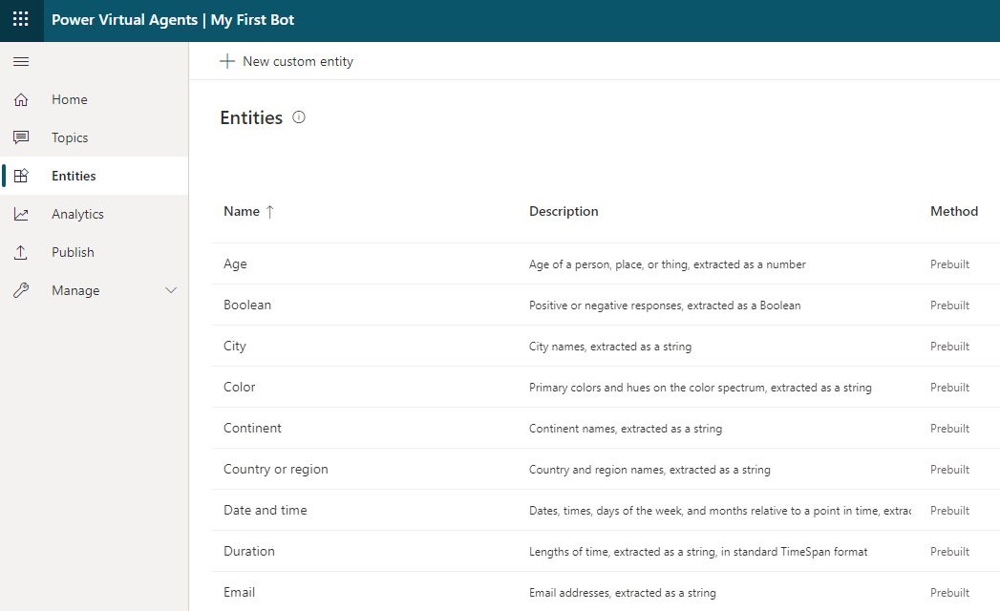 Power Virtual Agents | My First Bot
New custom entity
Home
Topics
Entities
Analytics
Publish
Manage
Entities
Name Description Method
Age Age of a person, place, or thing, extracted as a number Prebuilt
Boolean Positive or negative responses, extracted as a Boolean Prebuilt
City City names, extracted as a string Prebuilt
Color Primary colors and hues on the color spectrum, extracted as a string Prebuilt
Continent Continent names, extracted as a string Prebuilt
Country or region Country and region names, extracted as a string Prebuilt
Date and time Dates, times, days of the week, and months relative to a point in time, extrac Prebuilt
Duration Lengths of time, extracted as a string, in standard TimeSpan format Prebuilt
Email Email addresses, extracted as a string Prebuilt